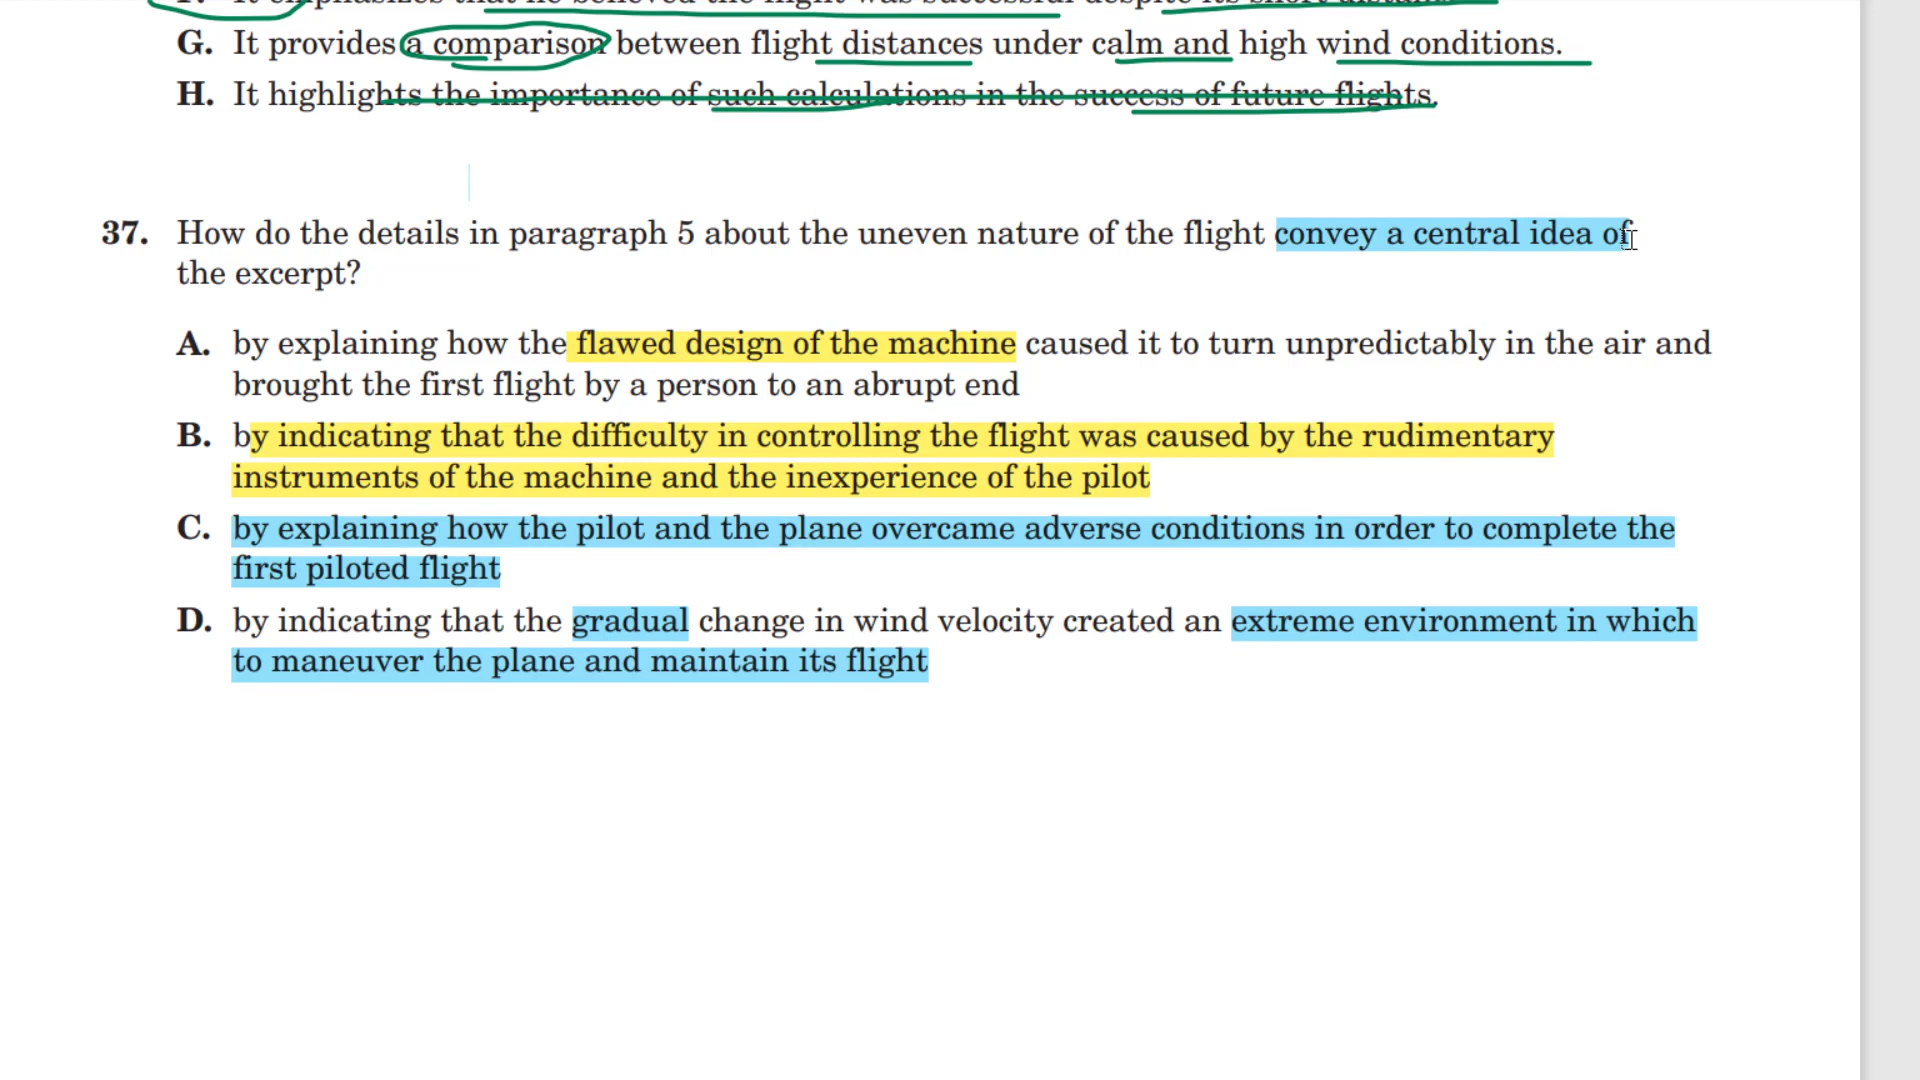 G. It provides a comparison between flight distances under calm and high wind conditions.
H. It highlights the importance of such calculations in the success of future flights.
37. How do the details in paragraph 5 about the uneven nature of the flight convey a central idea of
the excerpt?
A. by explaining how the flawed design of the machine caused it to turn unpredictably in the air and
brought the first flight by a person to an abrupt end
B. by indicating that the difficulty in controlling the flight was caused by the rudimentary
instruments of the machine and the inexperience of the pilot
C. by explaining how the pilot and the plane overcame adverse conditions in order to complete the
first piloted flight
D. by indicating that the gradual change in wind velocity created an extreme environment in which
to maneuver the plane and maintain its flight